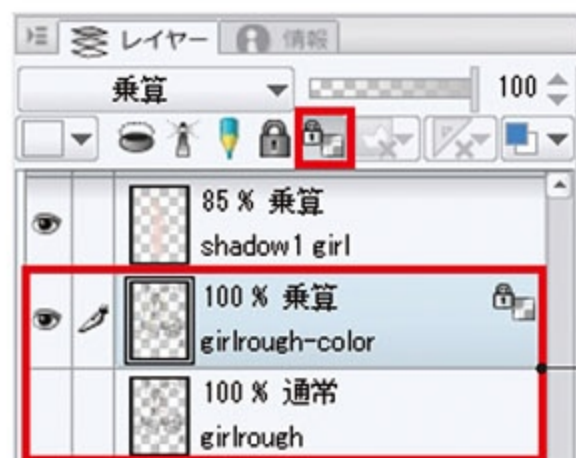 レイヤー 情報
乗算 100
85 % 乗算
shadow1 girl
100 % 乗算
girlrough-color
100 % 通常
girlrough